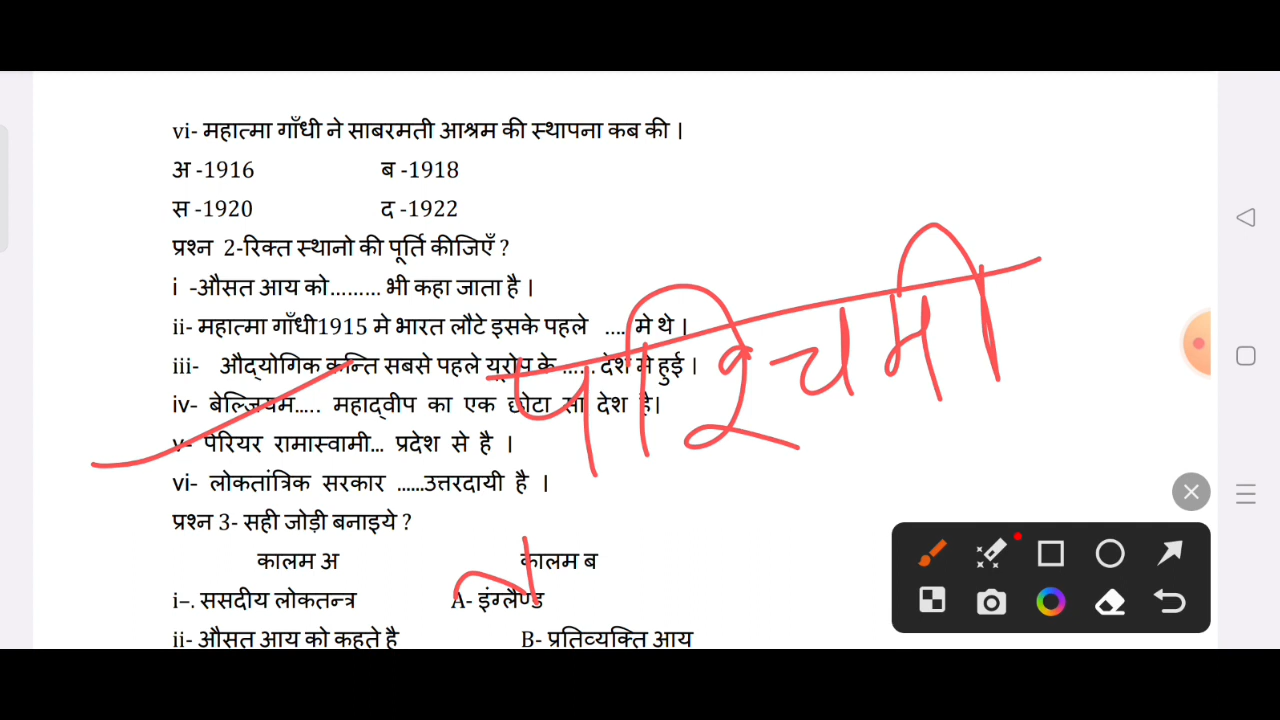 vi- महात्मा गाँधी ने साबरमती आश्रम की स्थापना कब की ।
अ -1916 ब -1918
स -1920 द -1922
प्रश्न 2-रिक्त स्थानो की पूर्ति कीजिएँ ?
i -औसत आय को......... भी कहा जाता है ।
ii- महात्मा गाँधी1915 मे भारत लौटे इसके पहले .... मे थे ।
iii- औद्योगिक क्रन्ति सबसे पहले यूरोप के ...... देश मे हुई ।
iv- बेल्जियम..... महाद्वीप का एक छोटा सा देश है।
v- पेरियर रामास्वामी... प्रदेश से है ।
vi- लोकतांत्रिक सरकार ......उत्तरदायी है ।
प्रश्न 3- सही जोड़ी बनाइये ?
कालम अ कालम ब
i–. ससदीय लोकतन्त्र A- इंग्लैण्ड
ii- औसत आय को कहते है B- प्रतिव्यक्ति आय